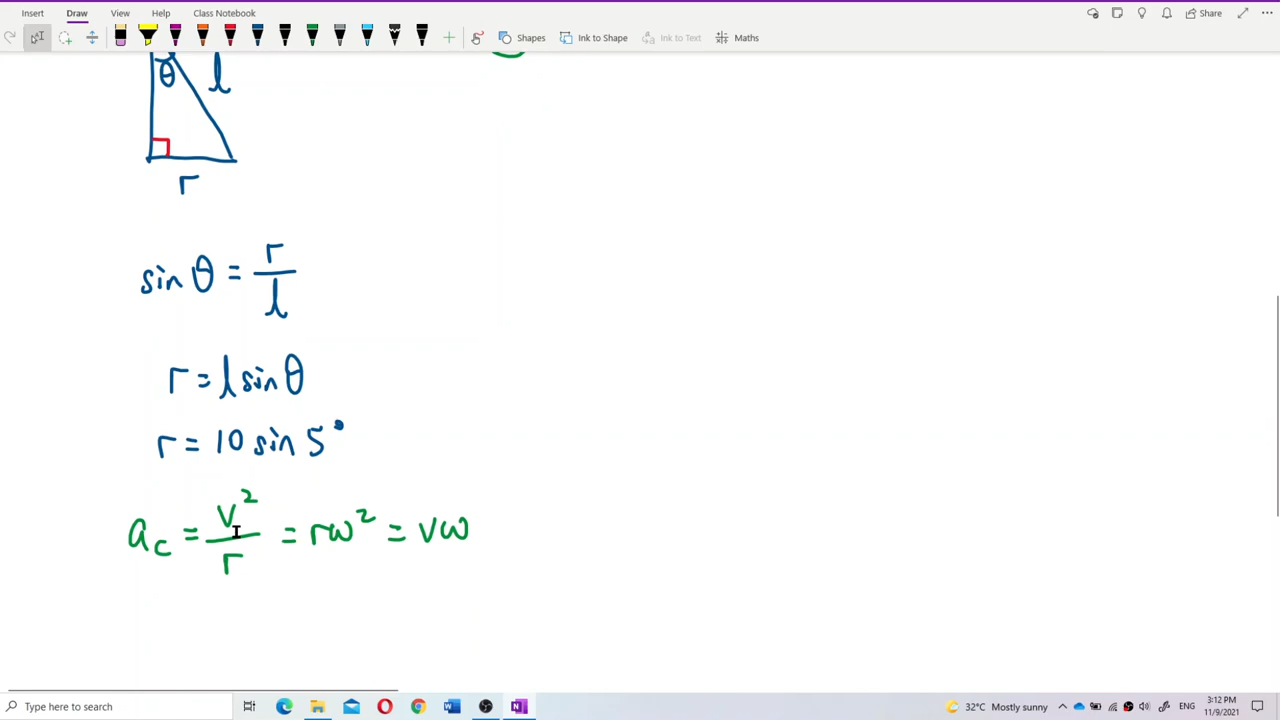 Insert Draw View Help Class Notebook Share
Shapes Ink to Shape Ink to Text Maths
θ l
r
sin θ = r/l
r = l sin θ
r = 10 sin 5°
a_c = v²/r = rω² = vω
Type here to search 32°C Mostly sunny ENG 3:12 PM
11/9/2021